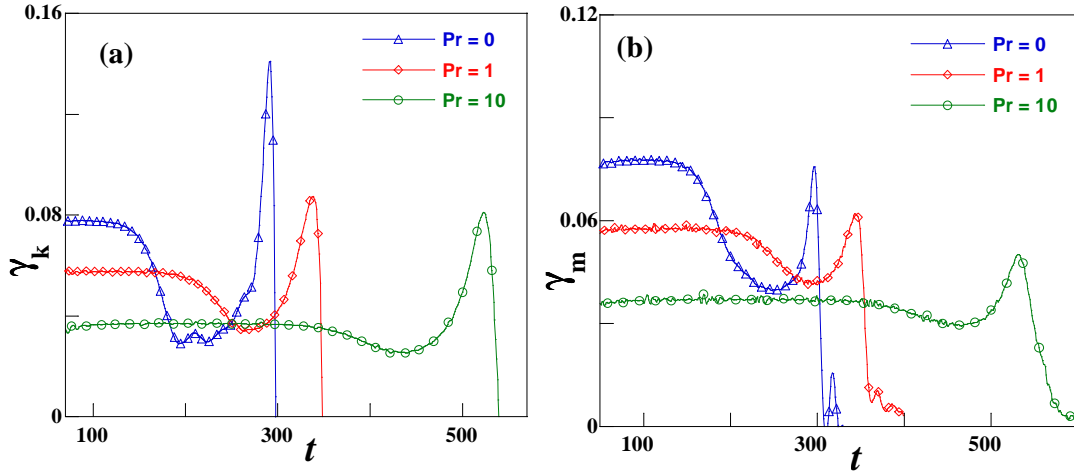 0.16
(a)
Pr = 0
Pr = 1
Pr = 10
0.08
γk
0
100
300
500
t
0.12
(b)
Pr = 0
Pr = 1
Pr = 10
0.06
γm
0
100
300
500
t